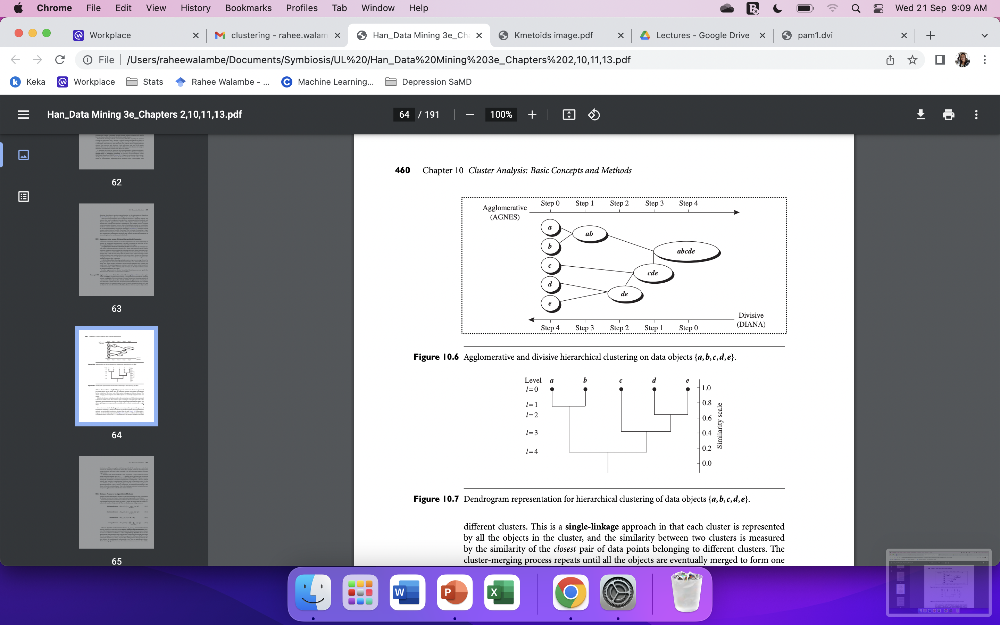 Chrome File Edit View History Bookmarks Profiles Tab Window Help Wed 21 Sep 9:09 AM
Workplace clustering - rahee.walam Han_Data Mining 3e_Ch Kmetoids image.pdf Lectures - Google Drive pam1.dvi
File /Users/raheewalambe/Documents/Symbiosis/UL%20/Han_Data%20Mining%203e_Chapters%202,10,11,13.pdf
Keka Workplace Stats Rahee Walambe - ... Machine Learning... Depression SaMD
Han_Data Mining 3e_Chapters 2,10,11,13.pdf 64 / 191 100%
62
63
64
65
460 Chapter 10 Cluster Analysis: Basic Concepts and Methods
Agglomerative
(AGNES)
Step 0 Step 1 Step 2 Step 3 Step 4
a
ab
b
abcde
c
cde
d
de
e
Divisive
(DIANA)
Step 4 Step 3 Step 2 Step 1 Step 0
Figure 10.6 Agglomerative and divisive hierarchical clustering on data objects {a, b, c, d, e}.
Level a b c d e
l=0
l=1
l=2
l=3
l=4
1.0
0.8
0.6
0.4
0.2
0.0
Similarity scale
Figure 10.7 Dendrogram representation for hierarchical clustering of data objects {a, b, c, d, e}.
different clusters. This is a single-linkage approach in that each cluster is represented
by all the objects in the cluster, and the similarity between two clusters is measured
by the similarity of the closest pair of data points belonging to different clusters. The
cluster-merging process repeats until all the objects are eventually merged to form one